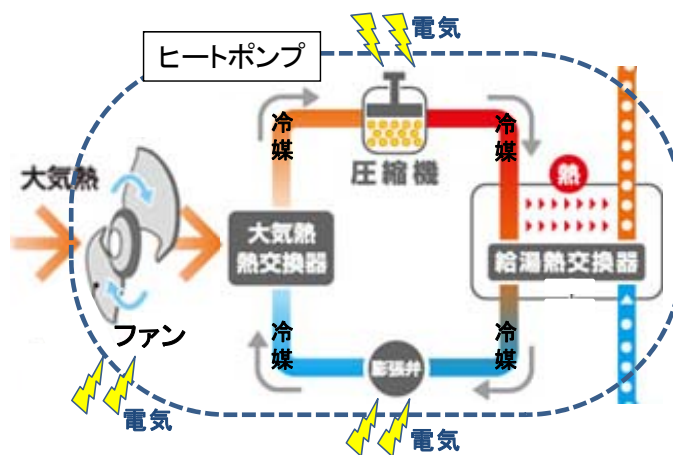 電気
ヒートポンプ
冷媒
冷媒
圧縮機
熱
大気熱
大気熱
熱交換器
給湯熱交換器
ファン
冷媒
冷媒
膨張弁
電気
電気